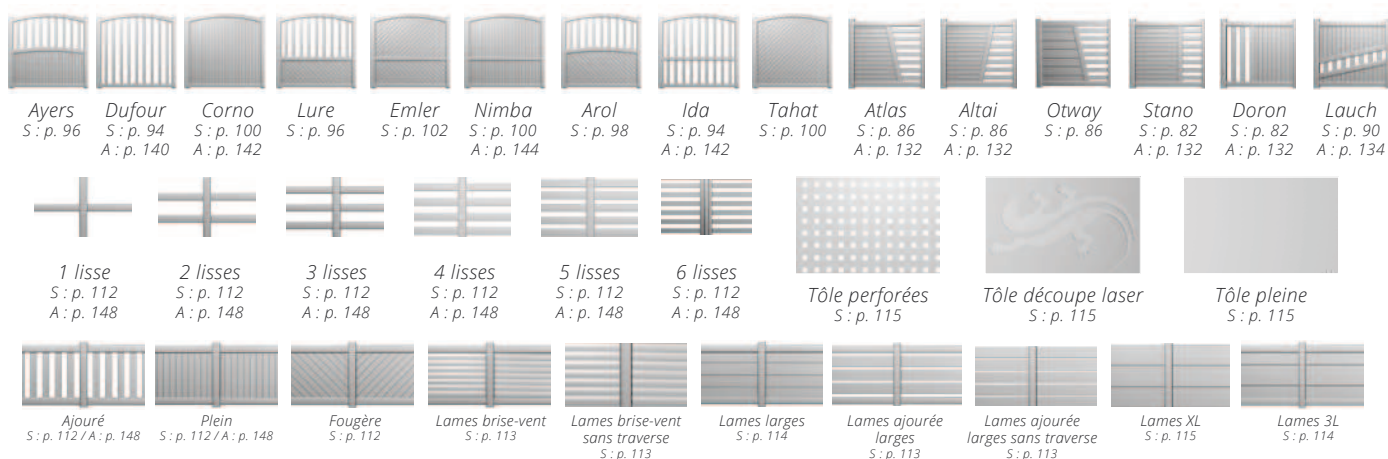 Ayers
S : p. 96
Dufour
S : p. 94
A : p. 140
Corno
S : p. 100
A : p. 142
Lure
S : p. 96
Emler
S : p. 102
Nimba
S : p. 100
A : p. 144
Arol
S : p. 98
Ida
S : p. 94
A : p. 142
Tahat
S : p. 100
Atlas
S : p. 86
A : p. 132
Altai
S : p. 86
A : p. 132
Otway
S : p. 86
Stano
S : p. 82
A : p. 132
Doron
S : p. 82
A : p. 132
Lauch
S : p. 90
A : p. 134
1 lisse
S : p. 112
A : p. 148
2 lisses
S : p. 112
A : p. 148
3 lisses
S : p. 112
A : p. 148
4 lisses
S : p. 112
A : p. 148
5 lisses
S : p. 112
A : p. 148
6 lisses
S : p. 112
A : p. 148
Tôle perforées
S : p. 115
Tôle découpe laser
S : p. 115
Tôle pleine
S : p. 115
Ajouré
S : p. 112 / A : p. 148
Plein
S : p. 112 / A : p. 148
Fougère
S : p. 112
Lames brise-vent
S : p. 113
Lames brise-vent
sans traverse
S : p. 113
Lames larges
S : p. 114
Lames ajourée
larges
S : p. 113
Lames ajourée
larges sans traverse
S : p. 113
Lames XL
S : p. 115
Lames 3L
S : p. 114